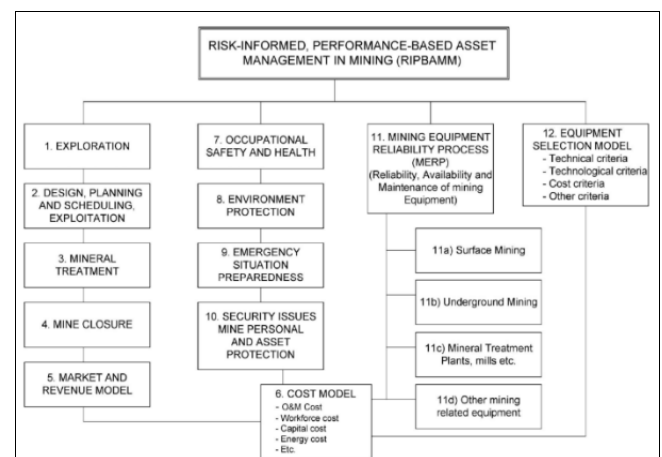 RISK-INFORMED, PERFORMANCE-BASED ASSET
MANAGEMENT IN MINING (RIPBAMM)
1. EXPLORATION
2. DESIGN, PLANNING
AND SCHEDULING,
EXPLOITATION
3. MINERAL
TREATMENT
4. MINE CLOSURE
5. MARKET AND
REVENUE MODEL
7. OCCUPATIONAL
SAFETY AND HEALTH
8. ENVIRONMENT
PROTECTION
9. EMERGENCY
SITUATION
PREPAREDNESS
10. SECURITY ISSUES
MINE PERSONAL
AND ASSET
PROTECTION
6. COST MODEL
- O&M Cost
- Workforce cost
- Capital cost
- Energy cost
- Etc.
11. MINING EQUIPMENT
RELIABILITY PROCESS
(MERP)
(Reliability, Availability and
Maintenance of mining
Equipment)
11a) Surface Mining
11b) Underground Mining
11c) Mineral Treatment
Plants, mills etc.
11d) Other mining
related equipment
12. EQUIPMENT
SELECTION MODEL
- Technical criteria
- Technological criteria
- Cost criteria
- Other criteria